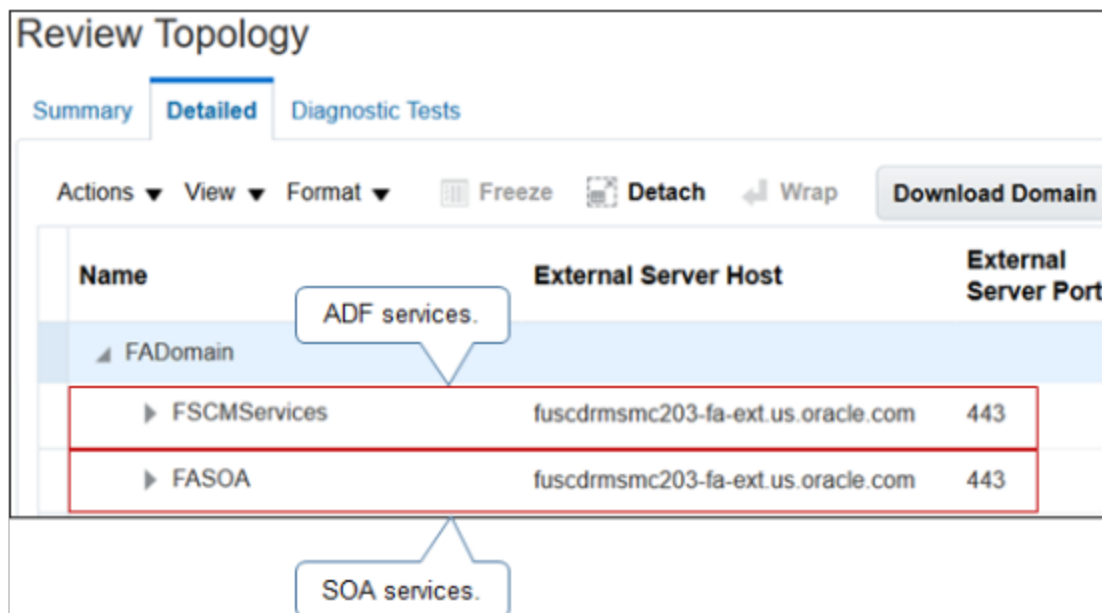 Review Topology
Summary Detailed Diagnostic Tests
Actions View Format Freeze Detach Wrap Download Domain
Name External Server Host External
Server Port
ADF services.
FADomain
FSCMServices fuscdrmsmc203-fa-ext.us.oracle.com 443
FASOA fuscdrmsmc203-fa-ext.us.oracle.com 443
SOA services.